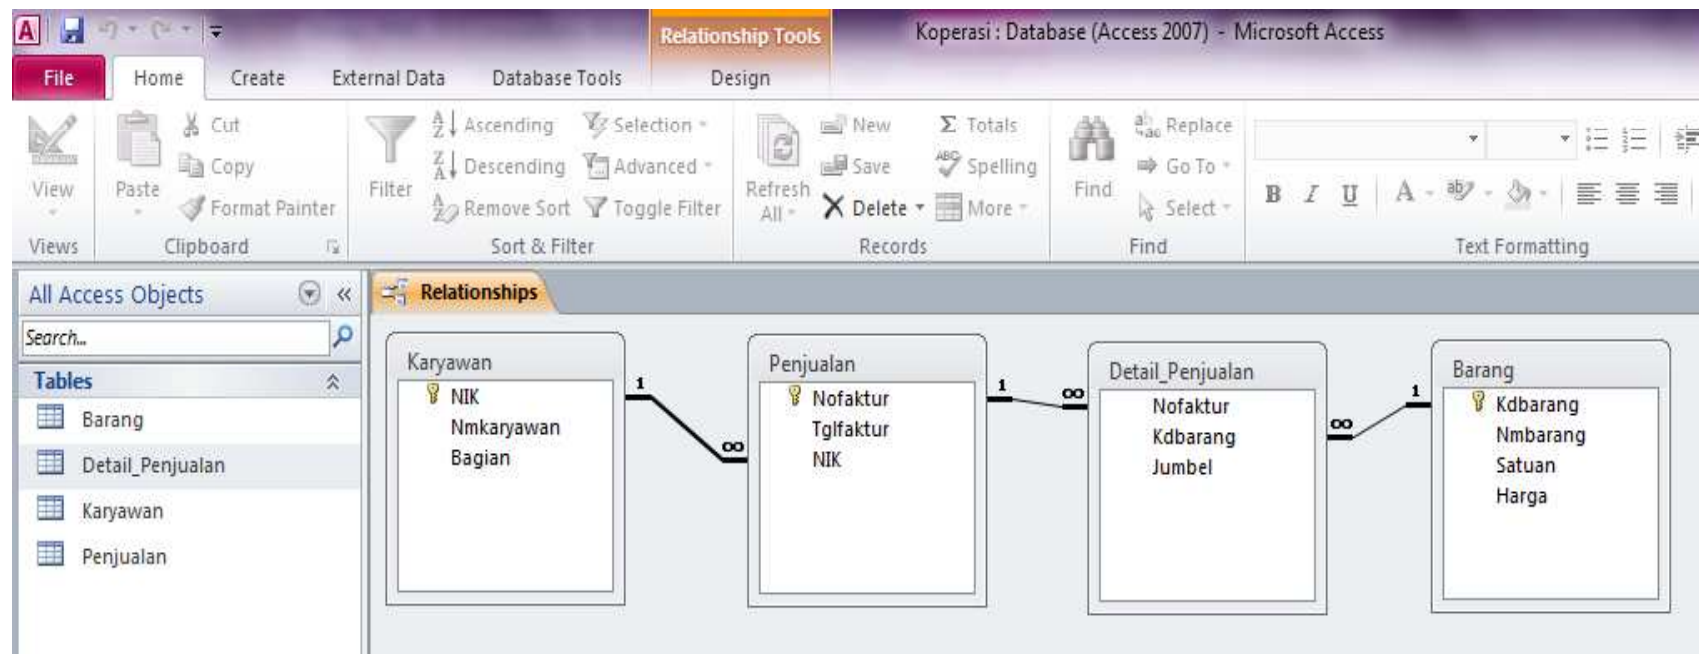 A
Relationship Tools
Koperasi : Database (Access 2007) - Microsoft Access
File Home Create External Data Database Tools Design
View
Views
Paste
Cut
Copy
Format Painter
Clipboard
Filter
Ascending
Descending
Remove Sort
Selection
Advanced
Toggle Filter
Sort & Filter
Refresh
All
New
Save
Delete
Σ Totals
Spelling
More
Records
Find
Replace
Go To
Select
Find
B I U A
Text Formatting
All Access Objects
Search...
Tables
Barang
Detail_Penjualan
Karyawan
Penjualan
Relationships
Karyawan
NIK
Nmkaryawan
Bagian
1
∞
Penjualan
Nofaktur
Tglfaktur
NIK
1
∞
Detail_Penjualan
Nofaktur
Kdbarang
Jumbel
∞
1
Barang
Kdbarang
Nmbarang
Satuan
Harga